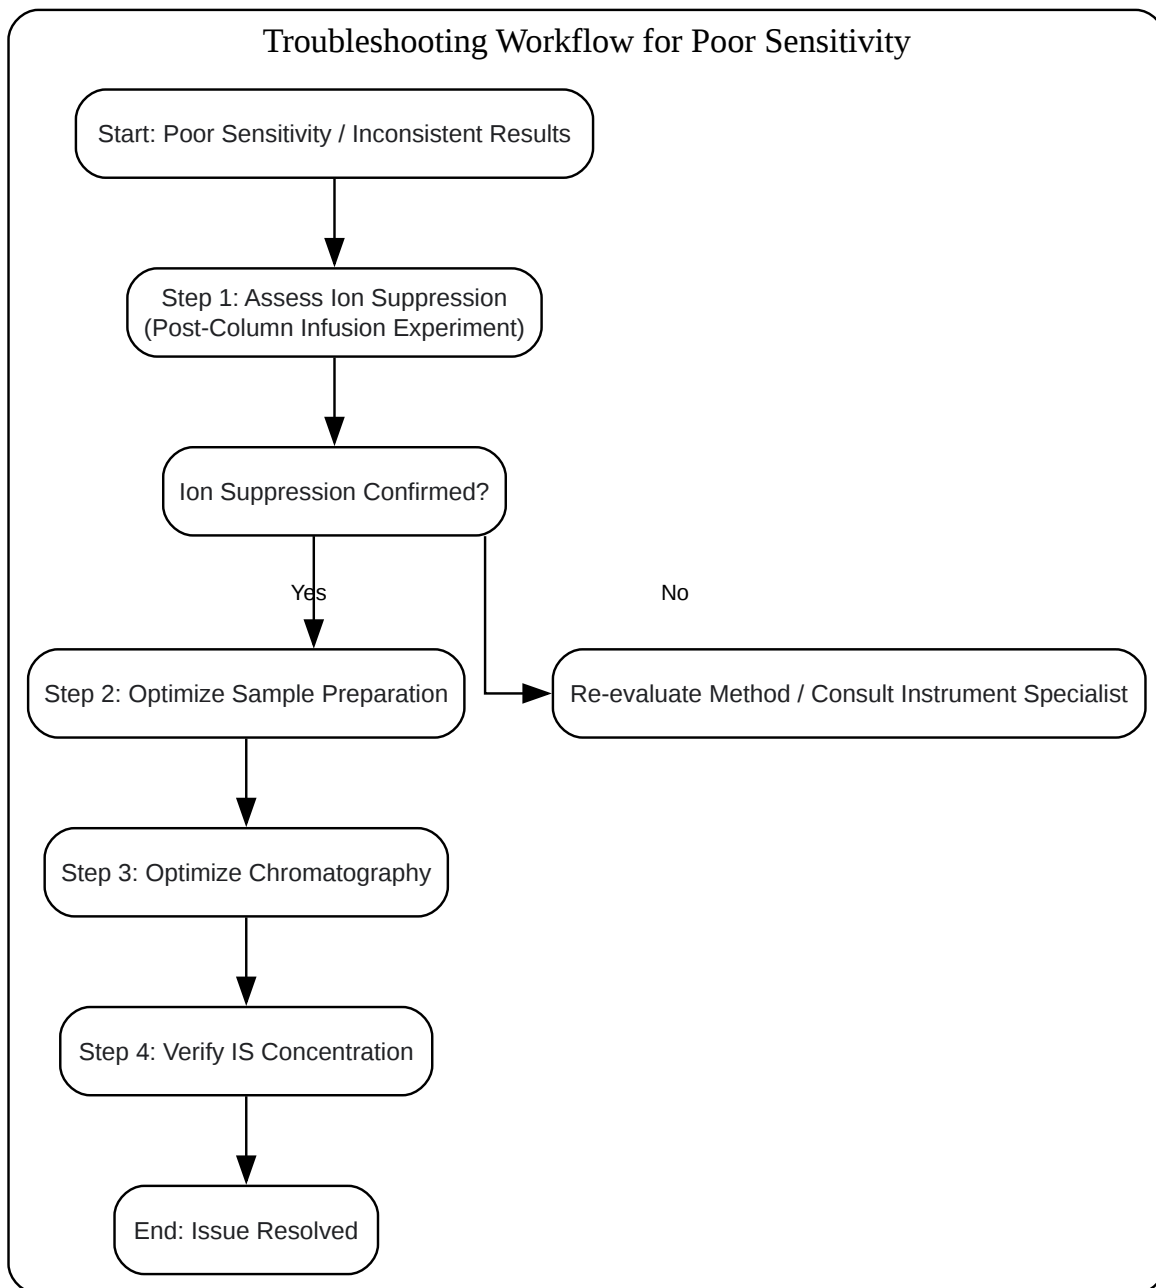 Troubleshooting Workflow for Poor Sensitivity
Start: Poor Sensitivity / Inconsistent Results
Step 1: Assess Ion Suppression
(Post-Column Infusion Experiment)
Ion Suppression Confirmed?
Yes
No
Step 2: Optimize Sample Preparation
Re-evaluate Method / Consult Instrument Specialist
Step 3: Optimize Chromatography
Step 4: Verify IS Concentration
End: Issue Resolved